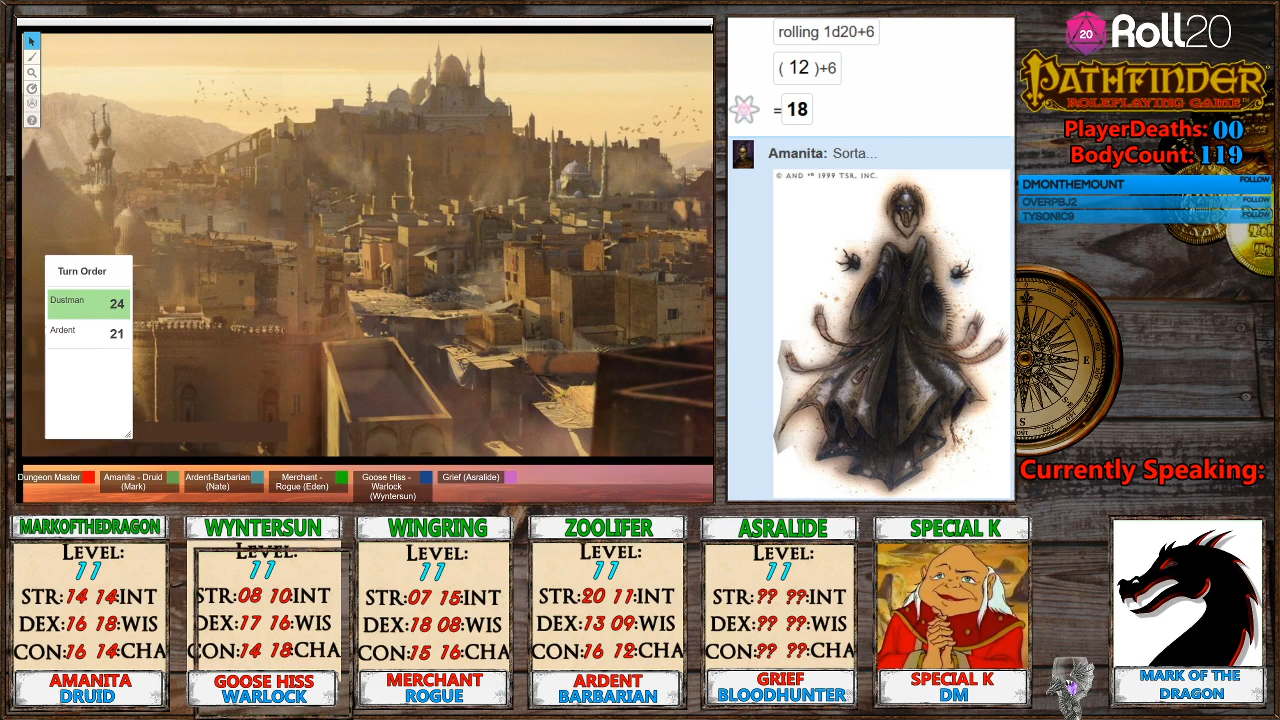 Turn Order
Dustman 24
Ardent 21
Dungeon Master
Amanita - Druid
(Mark)
Ardent-Barbarian
(Nate)
Merchant -
Rogue (Eden)
Goose Hiss -
Warlock
(Wyntersun)
Grief (Asralide)
rolling 1d20+6
( 12 )+6
=18
Amanita: Sorta...
© AND ™® 1999 TSR, INC.
20
Roll20
PATHFINDER
ROLEPLAYING GAME™
PlayerDeaths: 00
BodyCount: 119
DMONTHEMOUNT FOLLOW
OVERPBJ2 FOLLOW
TYSONIC9 FOLLOW
E
S
Currently Speaking:
MARKOFTHEDRAGON
LEVEL:
11
STR:14 14:INT
DEX:16 18:WIS
CON:16 14:CHA
AMANITA
DRUID
WYNTERSUN
LEVEL:
11
STR:08 10:INT
DEX:17 16:WIS
CON:14 18:CHA
GOOSE HISS
WARLOCK
WINGRING
LEVEL:
11
STR:07 15:INT
DEX:18 08:WIS
CON:15 16:CHA
MERCHANT
ROGUE
ZOOLIFER
LEVEL:
11
STR:20 11:INT
DEX:13 09:WIS
CON:16 12:CHA
ARDENT
BARBARIAN
ASRALIDE
LEVEL:
11
STR:?? ??:INT
DEX:?? ??:WIS
CON:?? ??:CHA
GRIEF
BLOODHUNTER
SPECIAL K
SPECIAL K
DM
MARK OF THE
DRAGON